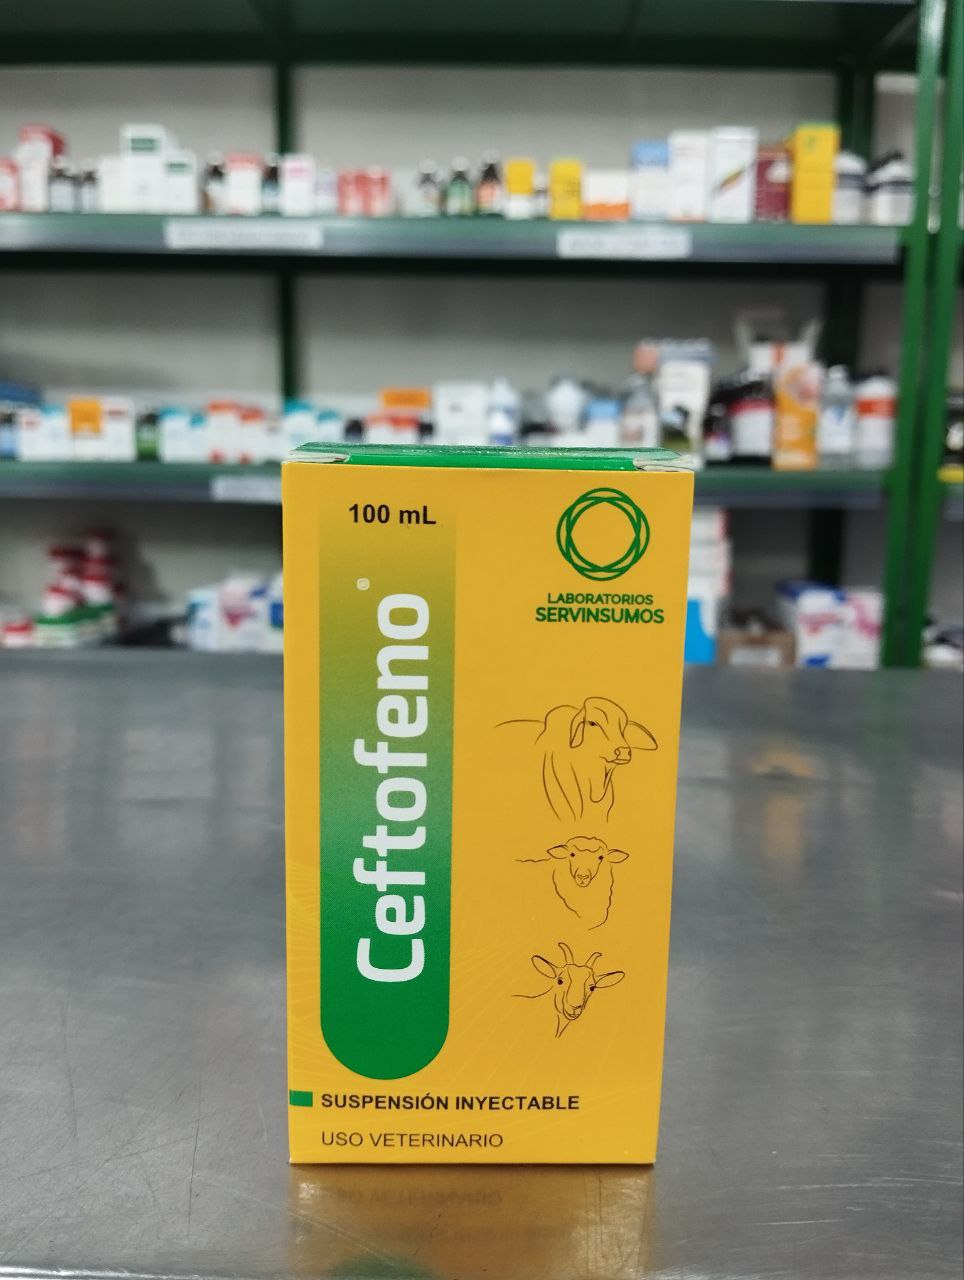 100 mL
LABORATORIOS
SERVINSUMOS
Ceftofeno®
SUSPENSIÓN INYECTABLE
USO VETERINARIO